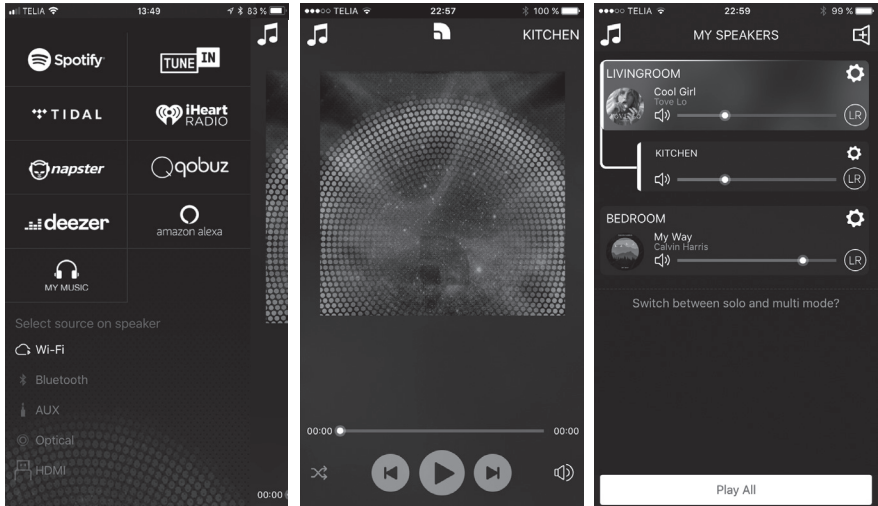 TELIA 13:49 83 %
Spotify
TUNE IN
TIDAL
iHeart
RADIO
napster
qobuz
deezer
amazon alexa
MY MUSIC
Select source on speaker
Wi-Fi
Bluetooth
AUX
Optical
HDMI
00:00
TELIA 22:57 100 %
KITCHEN
00:00 00:00
TELIA 22:59 99 %
MY SPEAKERS
LIVINGROOM
Cool Girl
Tove Lo
LR
KITCHEN
LR
BEDROOM
My Way
Calvin Harris
LR
Switch between solo and multi mode?
Play All